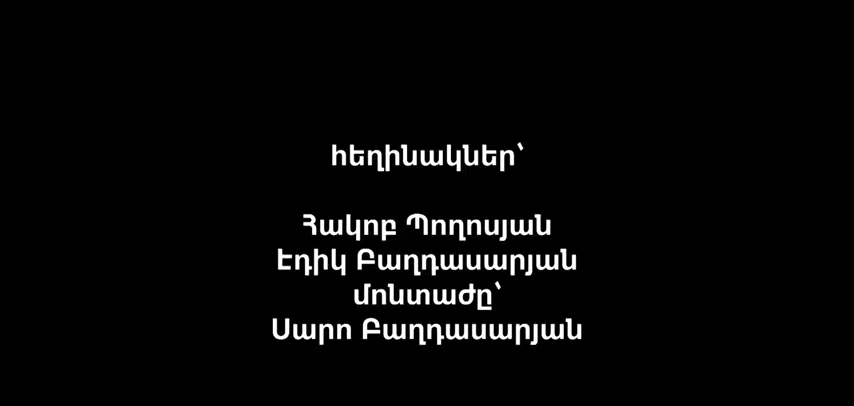 հեղինակներ՝
Հակոբ Պողոսյան
Էդիկ Բաղդասարյան
մոնտաժը՝
Սարո Բաղդասարյան